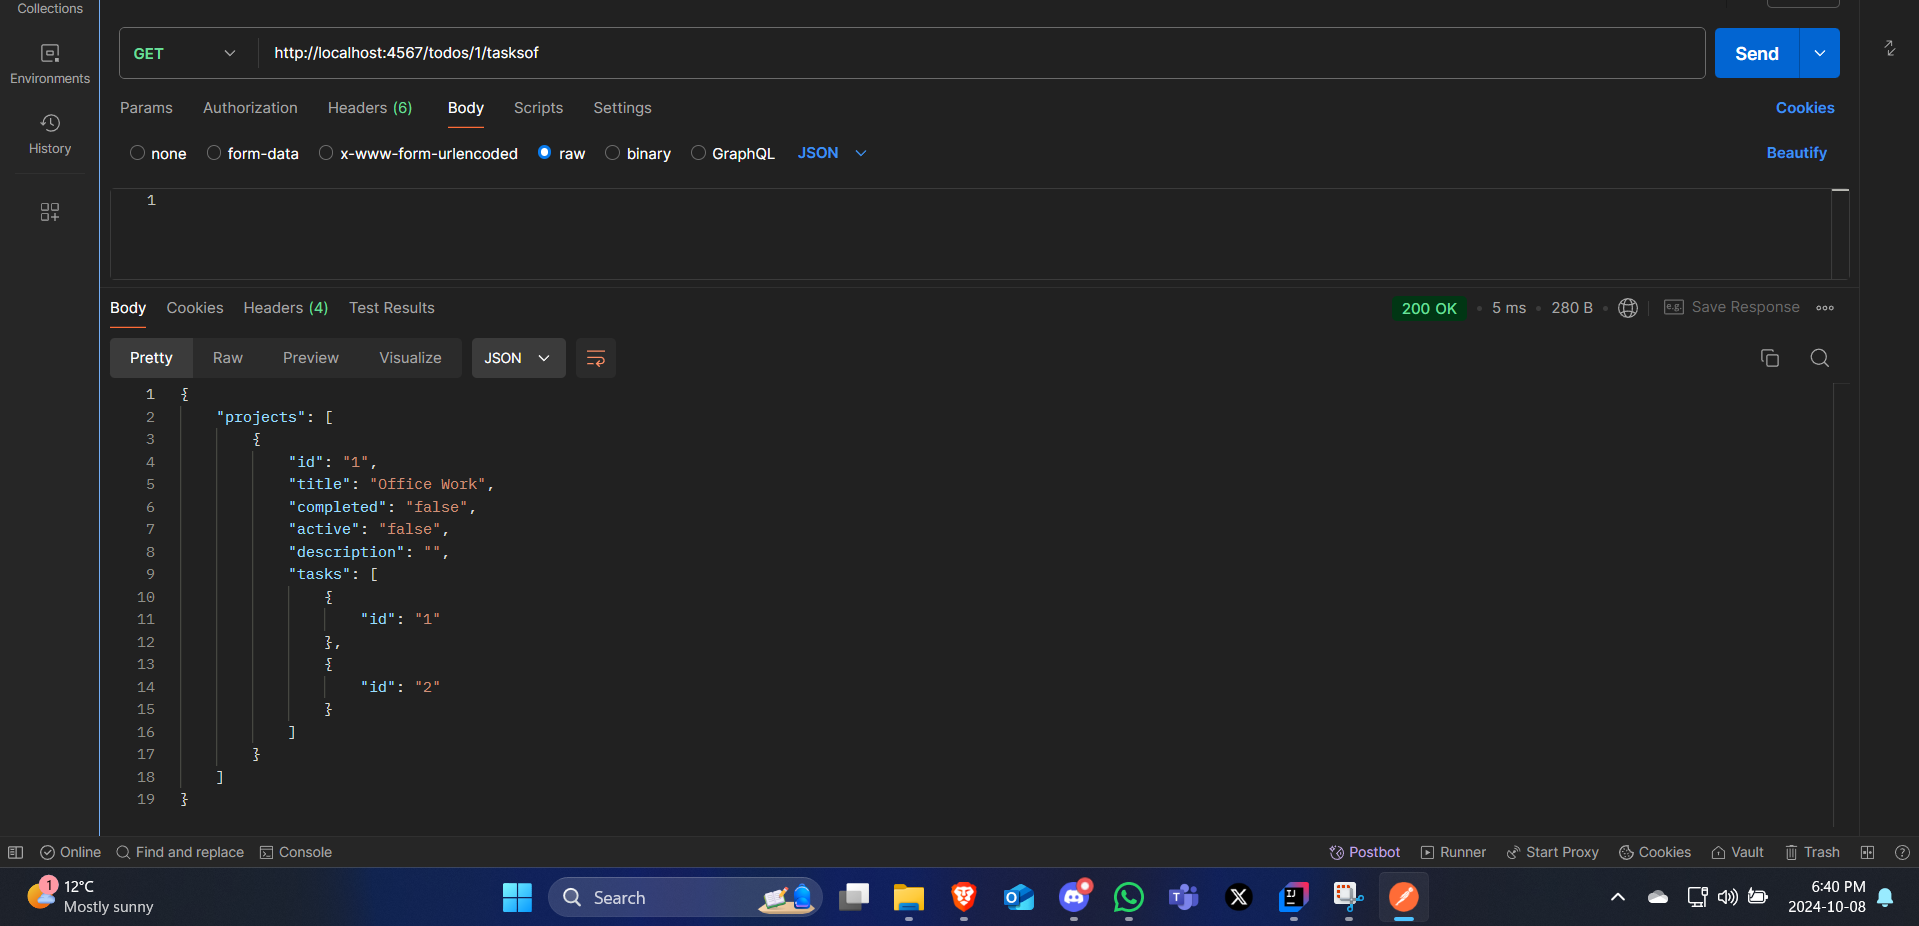 Collections
GET http://localhost:4567/todos/1/tasksof Send
Environments
Params Authorization Headers (6) Body Scripts Settings Cookies
History
none form-data x-www-form-urlencoded raw binary GraphQL JSON Beautify
1
Body Cookies Headers (4) Test Results 200 OK 5 ms 280 B e.g. Save Response
Pretty Raw Preview Visualize JSON
1 {
2 "projects": [
3 {
4 "id": "1",
5 "title": "Office Work",
6 "completed": "false",
7 "active": "false",
8 "description": "",
9 "tasks": [
10 {
11 "id": "1"
12 },
13 {
14 "id": "2"
15 }
16 ]
17 }
18 ]
19 }
Online Find and replace Console Postbot Runner Start Proxy Cookies Vault Trash
1 12°C
Mostly sunny
Search
6:40 PM
2024-10-08